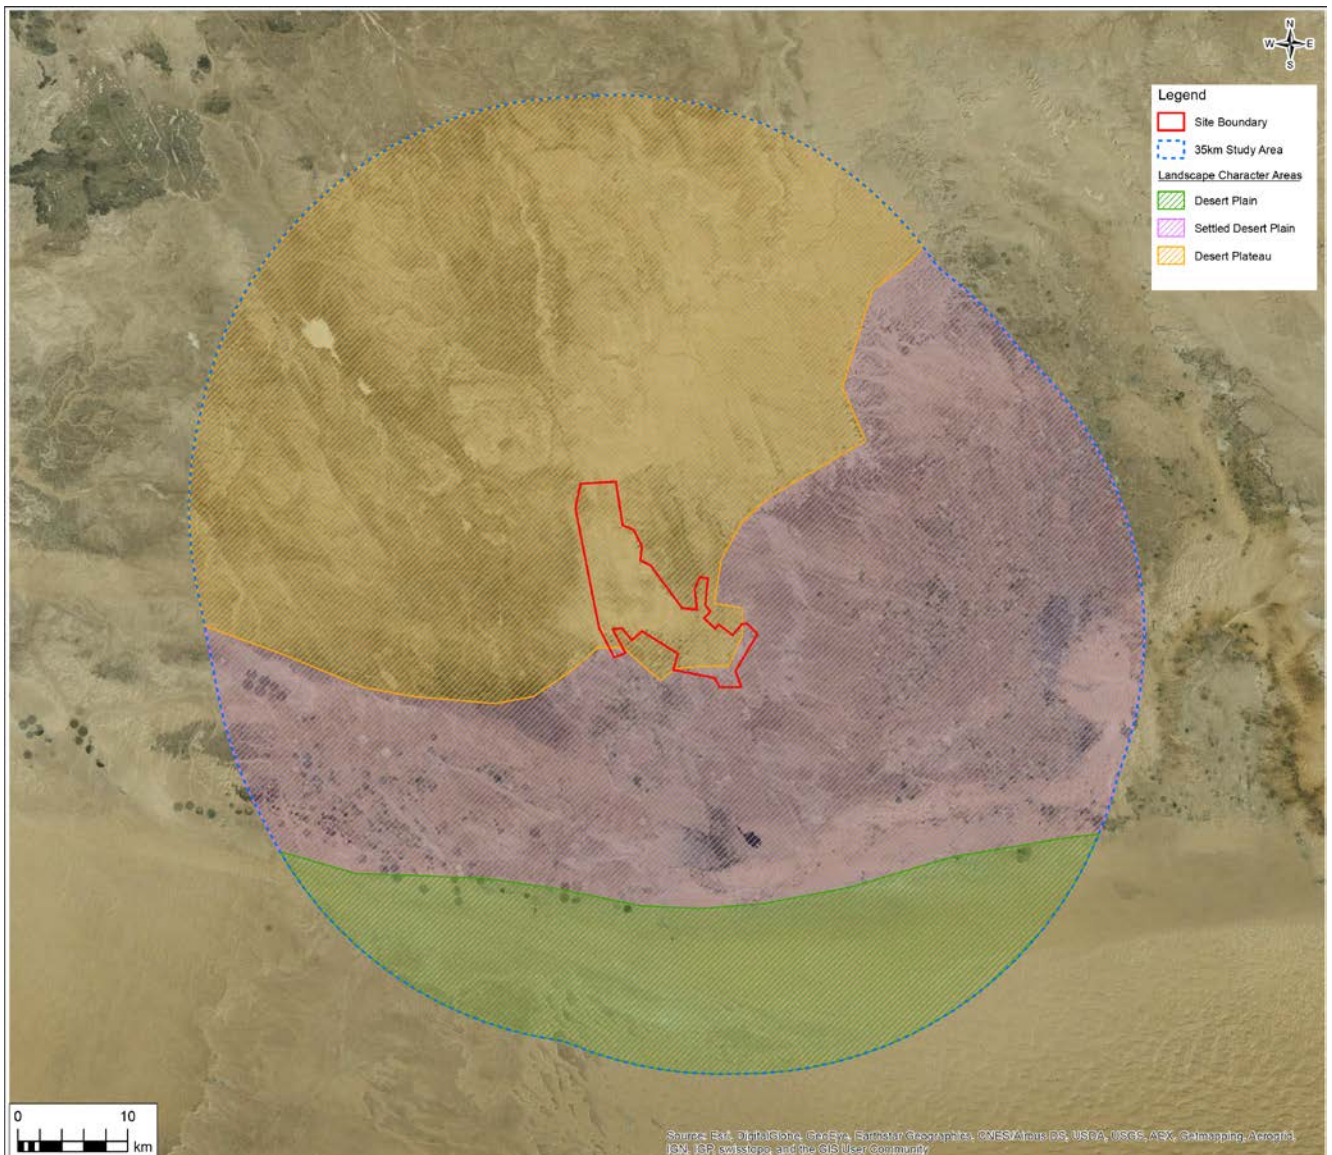 N
W E
S
Legend
Site Boundary
35km Study Area
Landscape Character Areas
Desert Plain
Settled Desert Plain
Desert Plateau
0 10
km
Source: Esri, DigitalGlobe, GeoEye, Earthstar Geographics, CNES/Airbus DS, USDA, USGS, AEX, Getmapping, Aerogrid,
IGN, IGP, swisstopo, and the GIS User Community